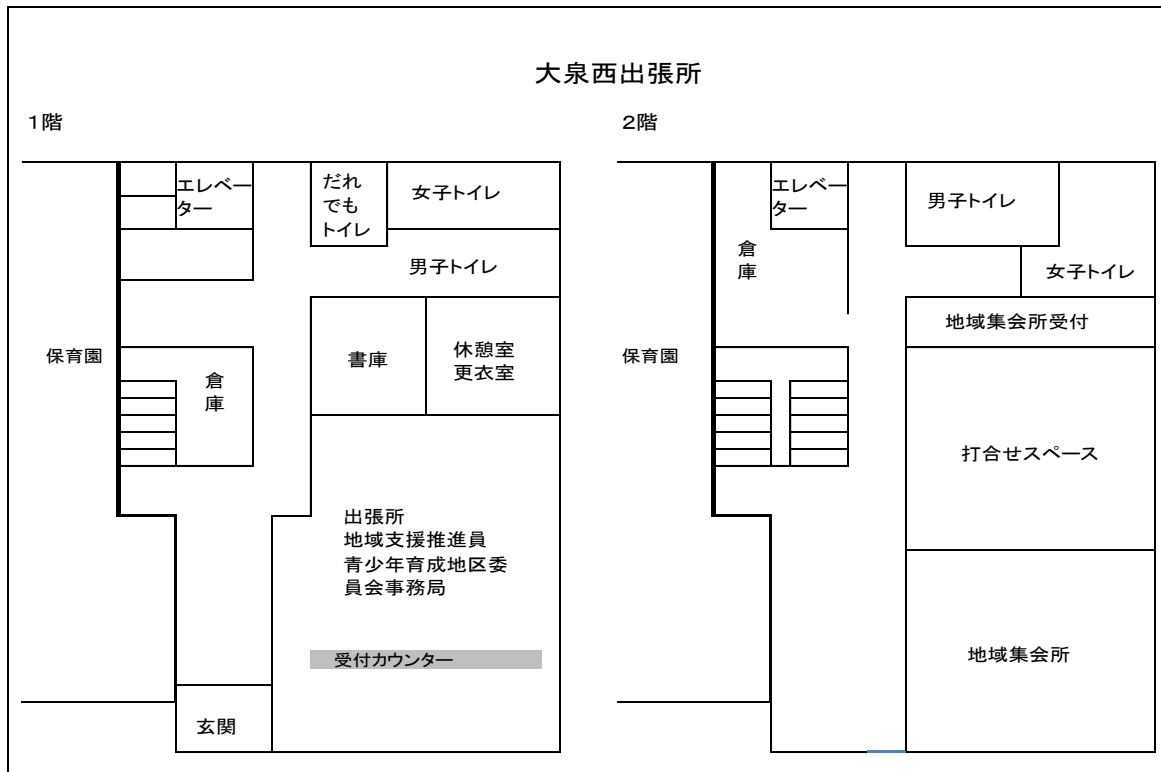 大泉西出張所
1階
エレベー
ター
だれ
でも
トイレ
女子トイレ
男子トイレ
保育園
倉
庫
書庫
休憩室
更衣室
出張所
地域支援推進員
青少年育成地区委
員会事務局
受付カウンター
玄関
2階
エレベー
ター
男子トイレ
倉
庫
女子トイレ
地域集会所受付
保育園
打合せスペース
地域集会所